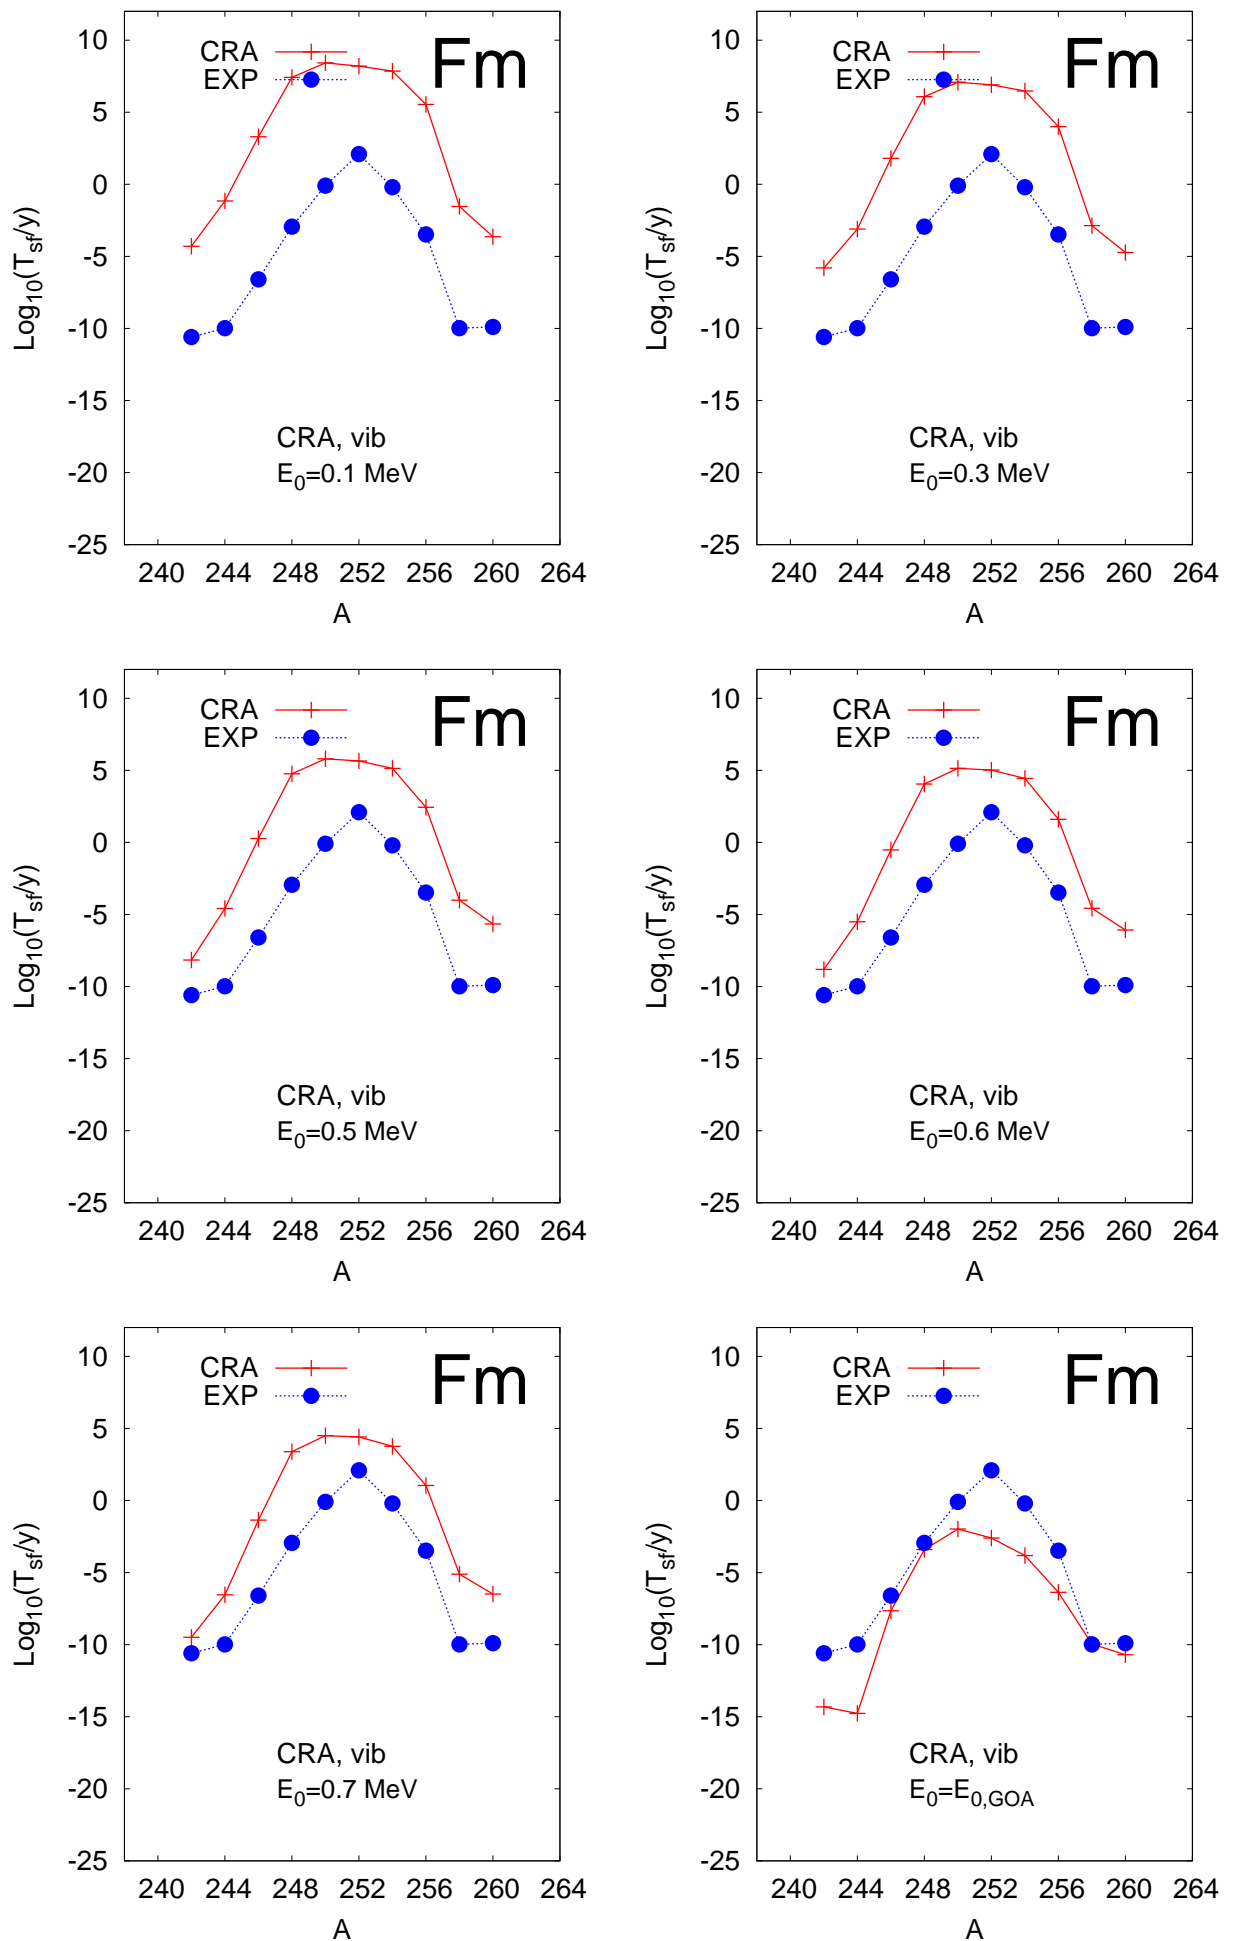 10
5
0
-5
-10
-15
-20
-25
240 244 248 252 256 260 264
Log10(Tsf/y)
A
CRA
EXP
Fm
CRA, vib
E0=0.1 MeV
10
5
0
-5
-10
-15
-20
-25
240 244 248 252 256 260 264
Log10(Tsf/y)
A
CRA
EXP
Fm
CRA, vib
E0=0.3 MeV
10
5
0
-5
-10
-15
-20
-25
240 244 248 252 256 260 264
Log10(Tsf/y)
A
CRA
EXP
Fm
CRA, vib
E0=0.5 MeV
10
5
0
-5
-10
-15
-20
-25
240 244 248 252 256 260 264
Log10(Tsf/y)
A
CRA
EXP
Fm
CRA, vib
E0=0.6 MeV
10
5
0
-5
-10
-15
-20
-25
240 244 248 252 256 260 264
Log10(Tsf/y)
A
CRA
EXP
Fm
CRA, vib
E0=0.7 MeV
10
5
0
-5
-10
-15
-20
-25
240 244 248 252 256 260 264
Log10(Tsf/y)
A
CRA
EXP
Fm
CRA, vib
E0=E0,GOA